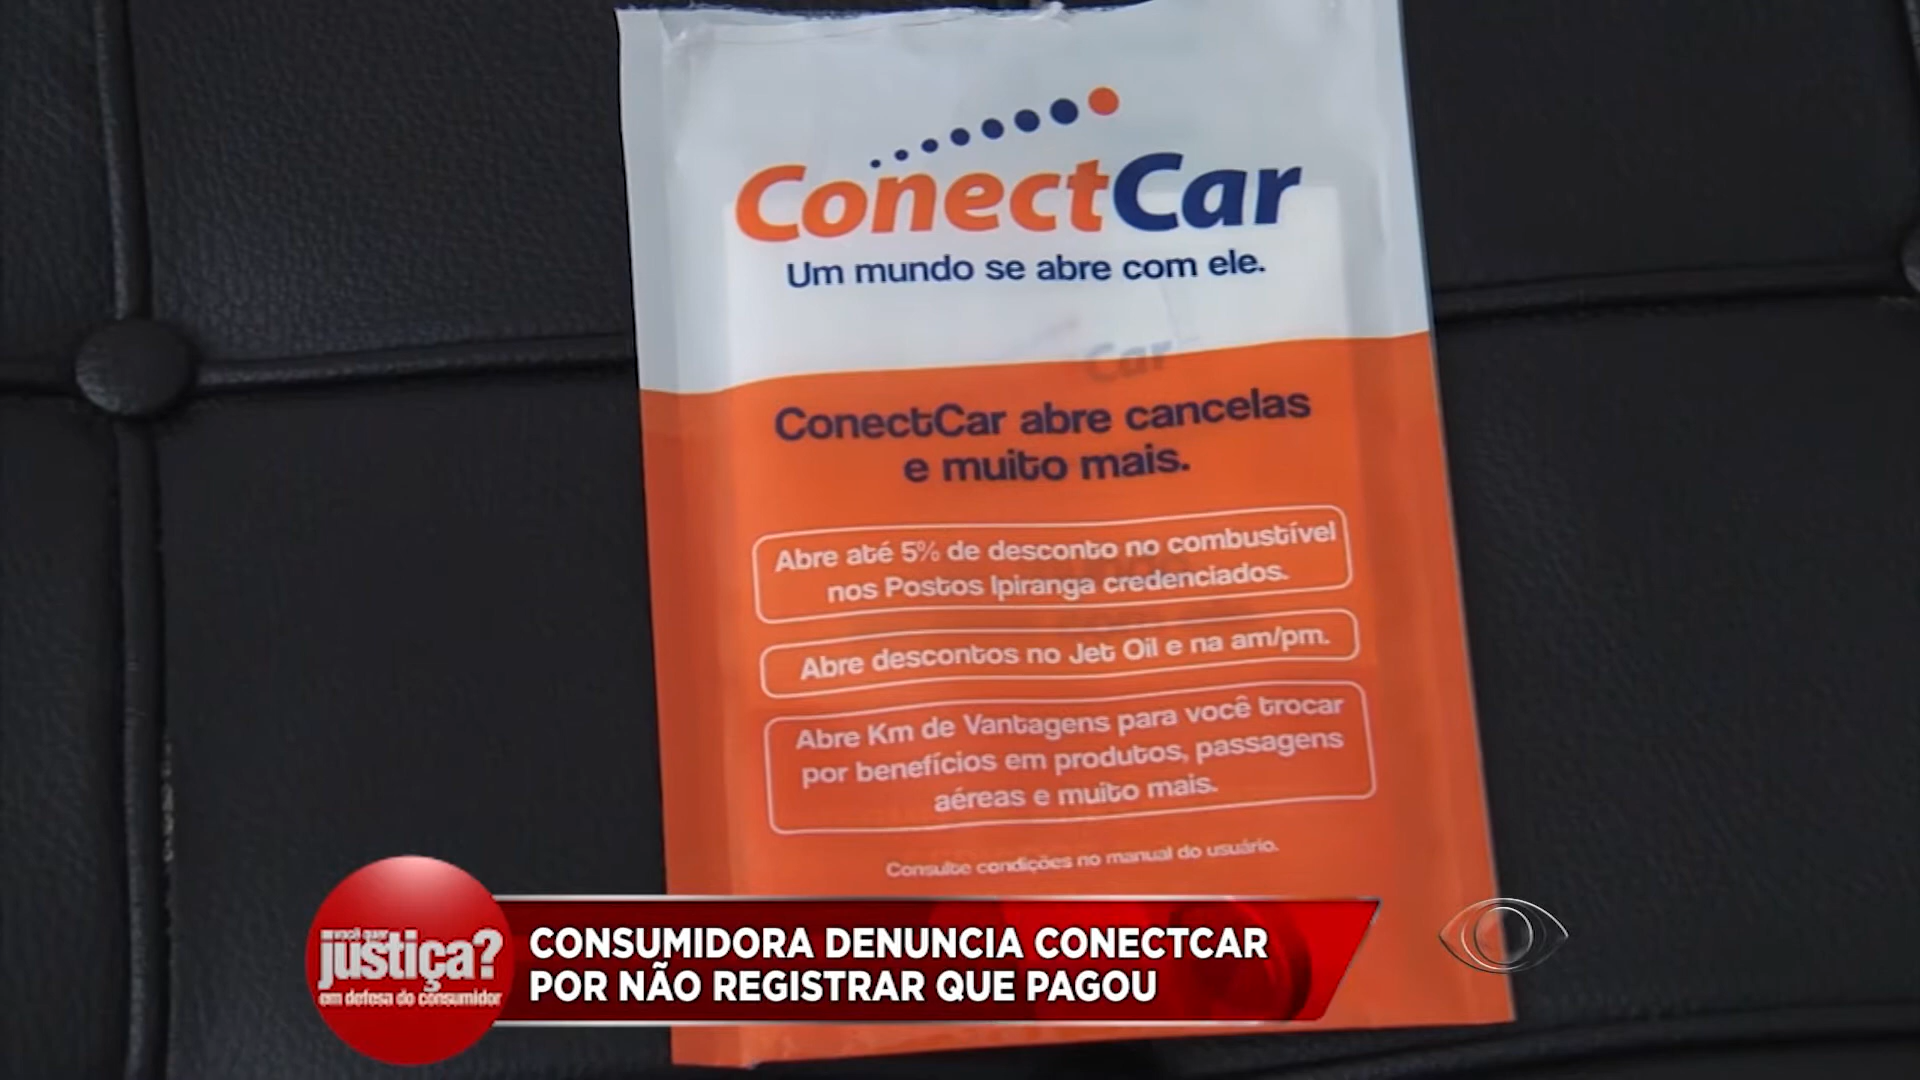 ConectCar
Um mundo se abre com ele.
Car
ConectCar abre cancelas
e muito mais.
Abre até 5% de desconto no combustível
nos Postos Ipiranga credenciados.
Abre descontos no Jet Oil e na am/pm.
Abre Km de Vantagens para você trocar
por benefícios em produtos, passagens
aéreas e muito mais.
Consulte condições no manual do usuário.
você quer
justiça?
em defesa do consumidor
CONSUMIDORA DENUNCIA CONECTCAR
POR NÃO REGISTRAR QUE PAGOU